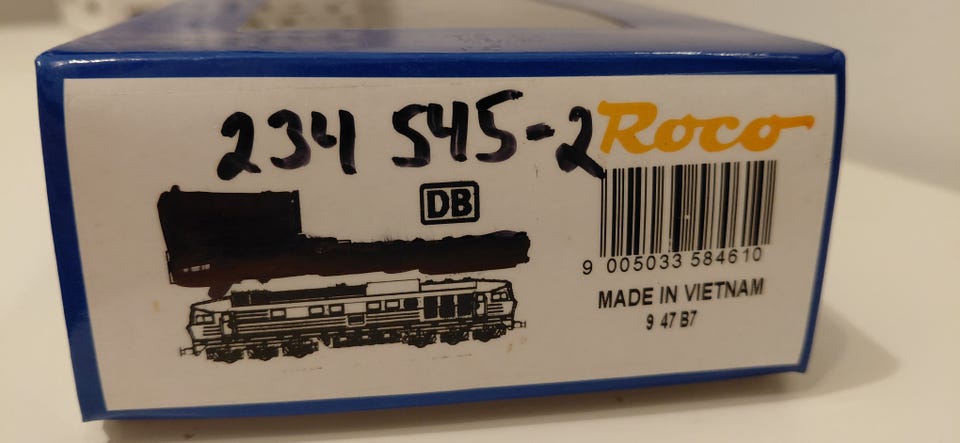 234 545-2
Roco
DB
9 005033 584610
MADE IN VIETNAM
9 47 B7